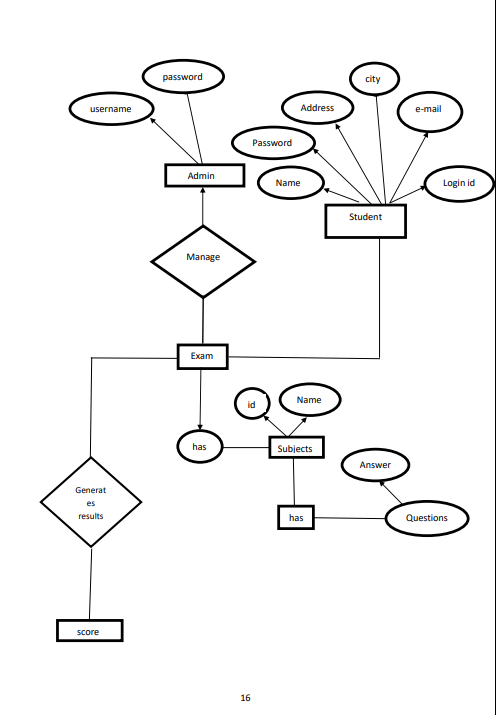 password
city
username
Address
e-mail
Password
Admin
Name
Login id
Student
Manage
Exam
id
Name
has
Subjects
Answer
Generat
es
results
has
Questions
score
16